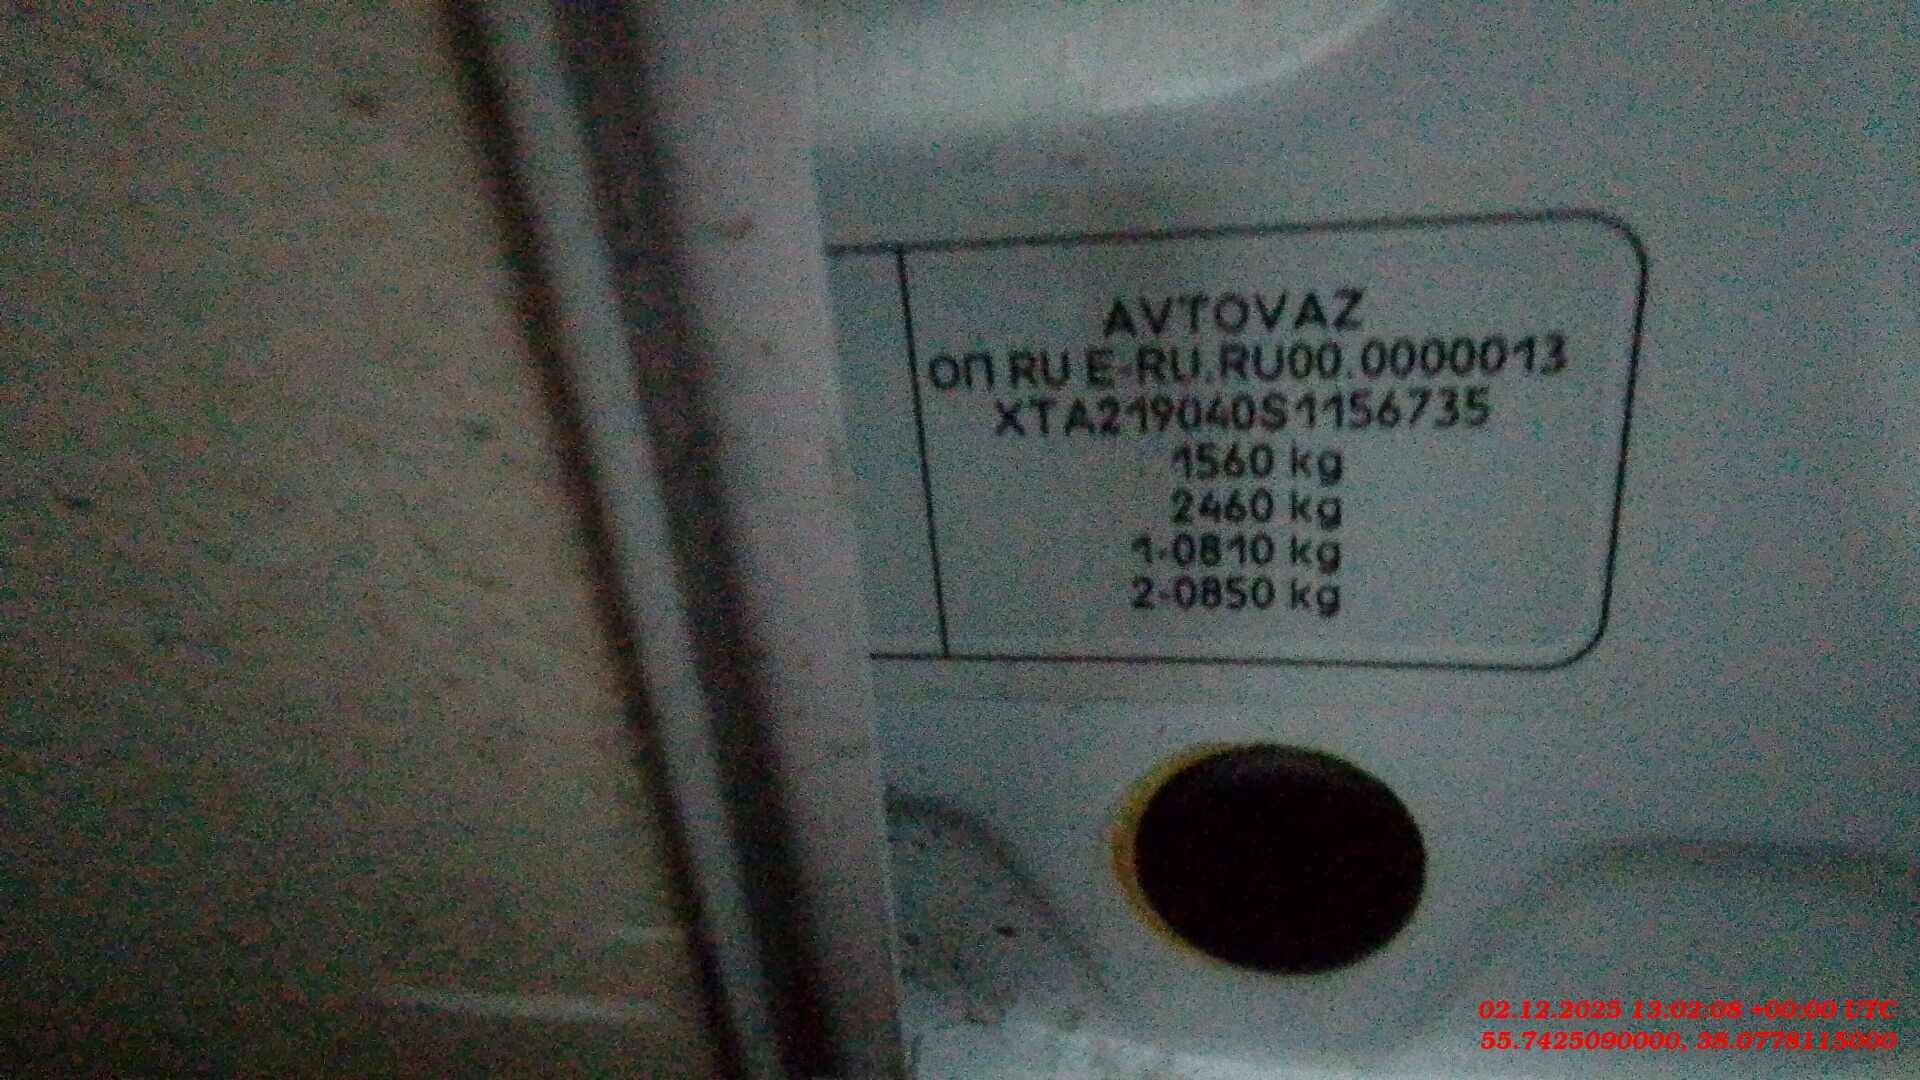 AVTOVAZ
ОП RU E-RU.RU00.0000013
XTA219040S1156735
1560 kg
2460 kg
1-0810 kg
2-0850 kg
02.12.2025 13:02:08 +00:00 UTC
55.7425090000, 38.0778115000